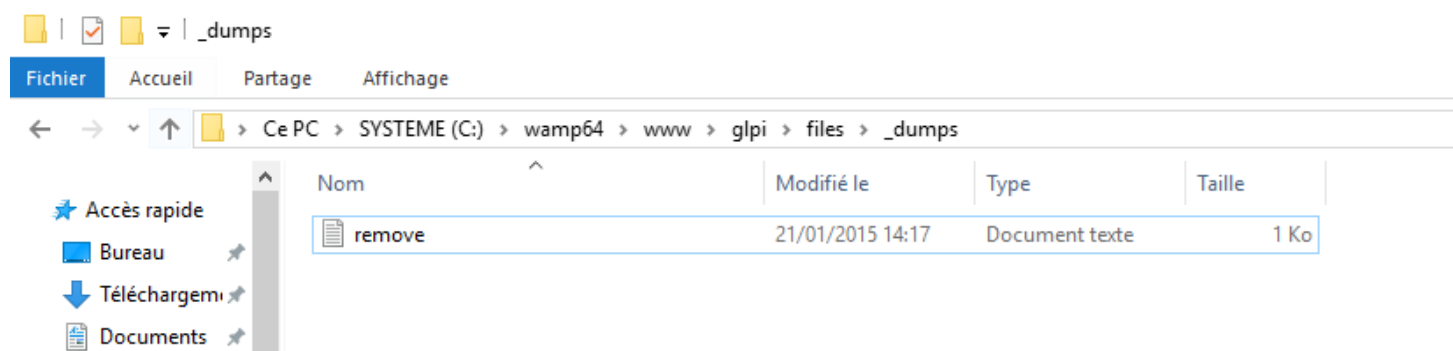 _dumps
Fichier Accueil Partage Affichage
Ce PC > SYSTEME (C:) > wamp64 > www > glpi > files > _dumps
Nom Modifié le Type Taille
Accès rapide
remove 21/01/2015 14:17 Document texte 1 Ko
Bureau
Téléchargem
Documents